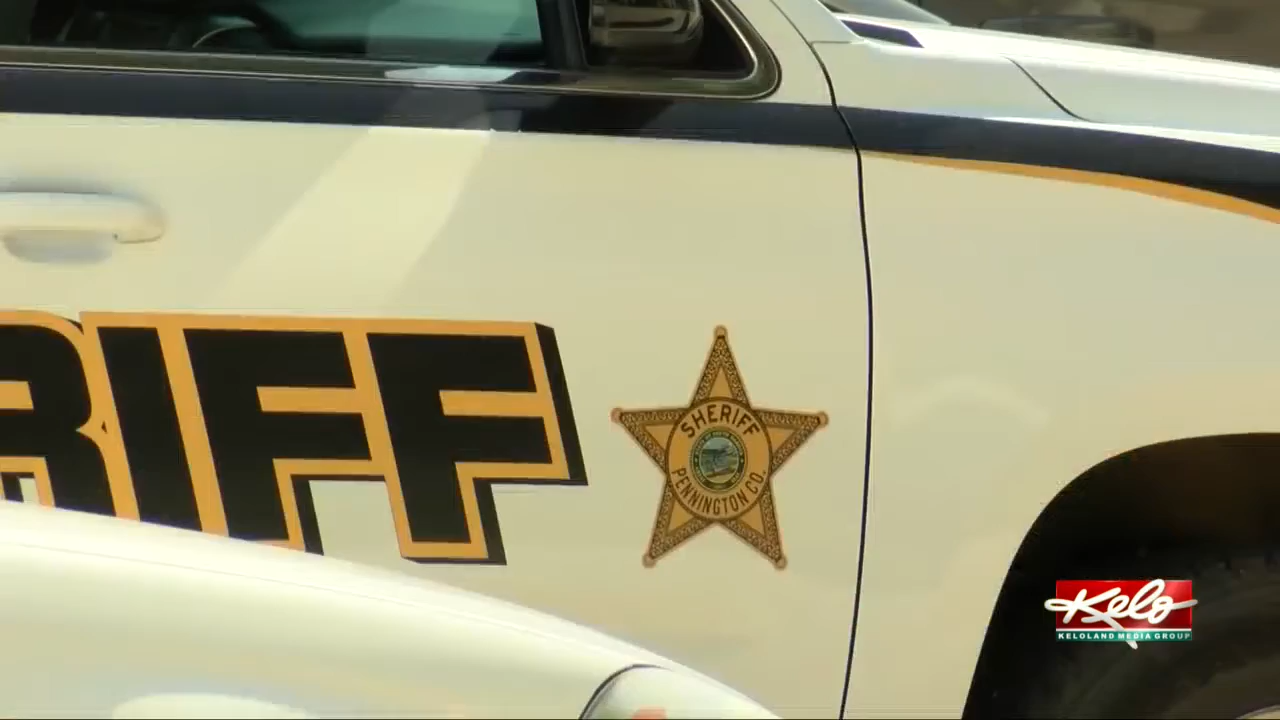 RIFF
SHERIFF
PENNINGTON CO.
Kelo
KELOLAND MEDIA GROUP